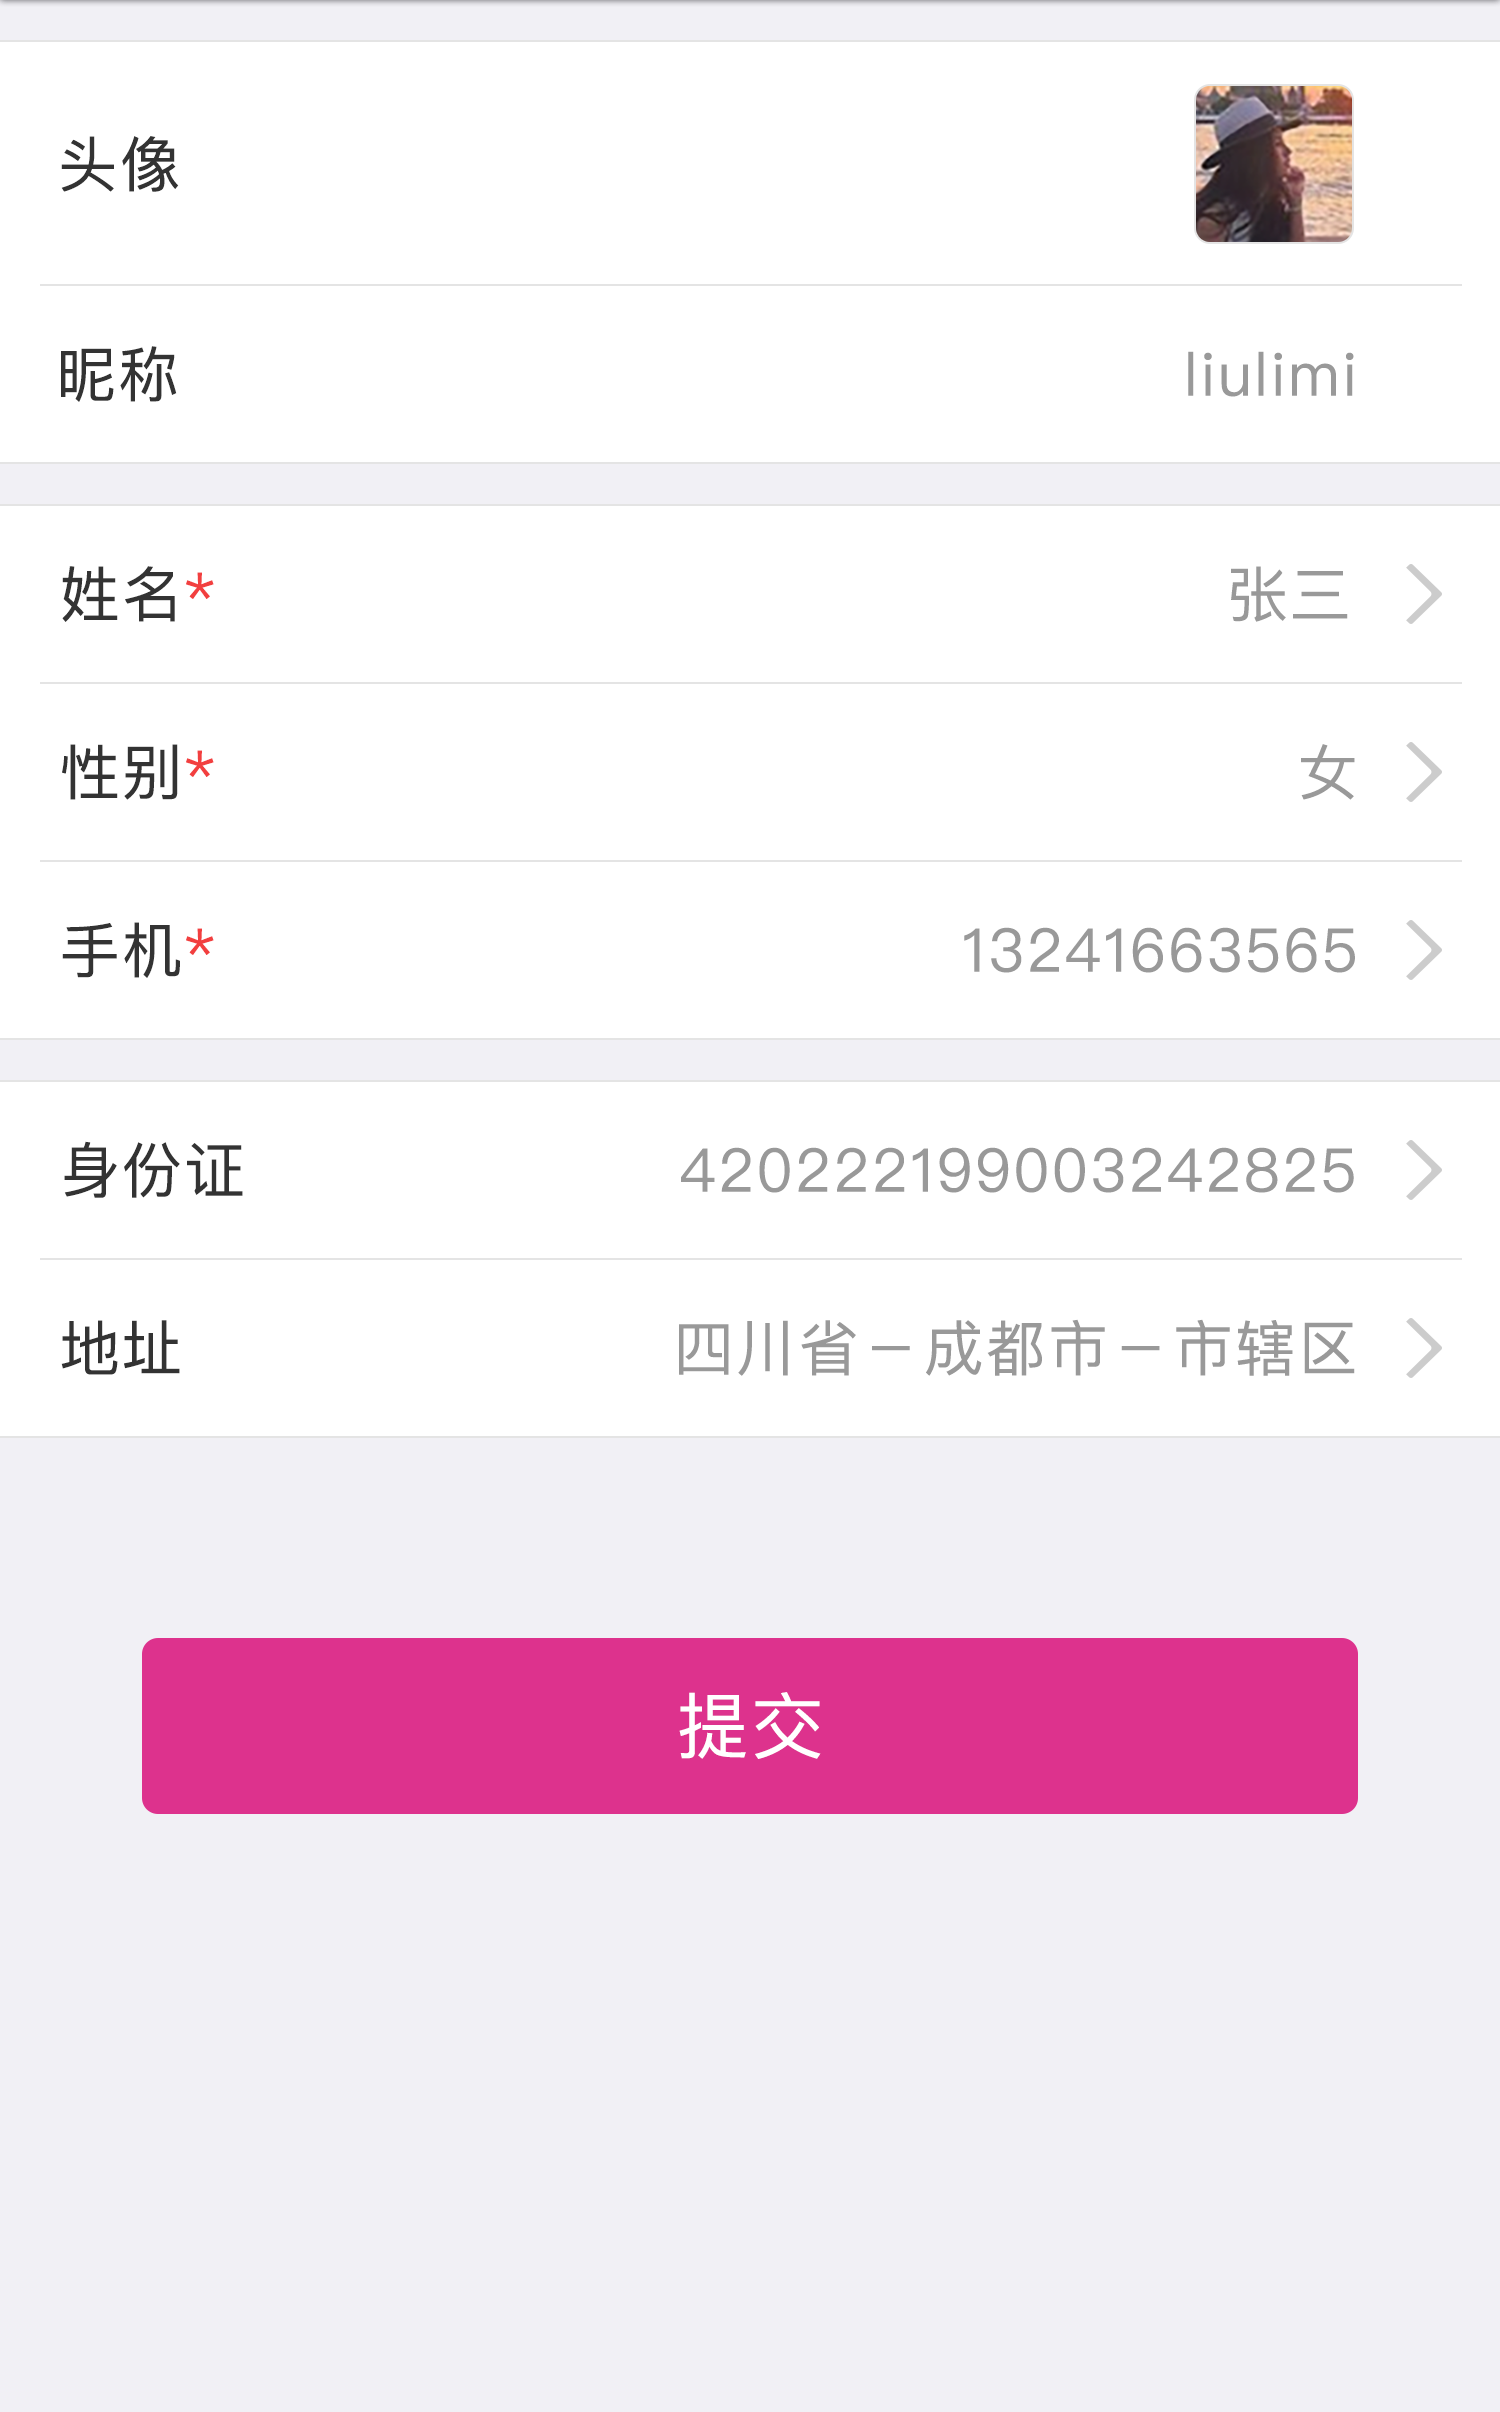 头像
昵称 liulimi
姓名* 张三
性别* 女
手机* 13241663565
身份证 420222199003242825
地址 四川省－成都市－市辖区
提交